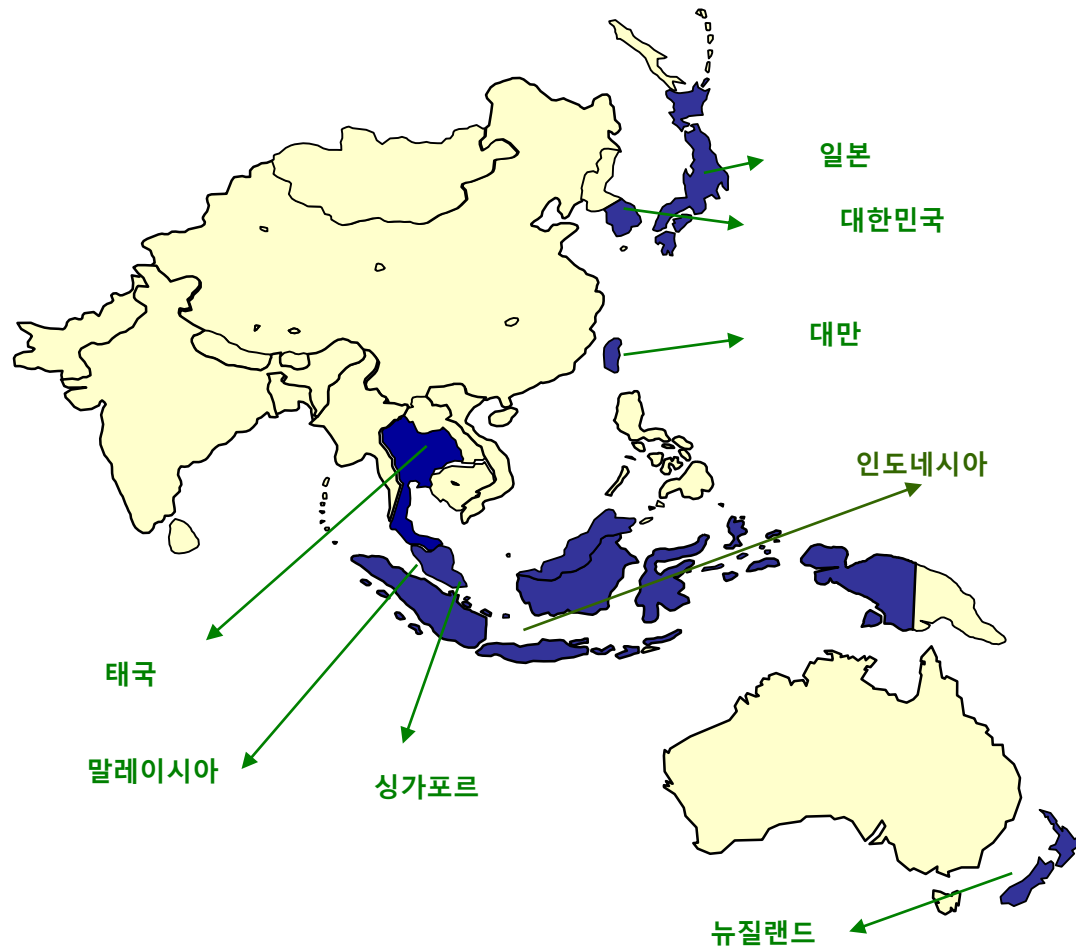 일본
대한민국
대만
인도네시아
태국
말레이시아
싱가포르
뉴질랜드